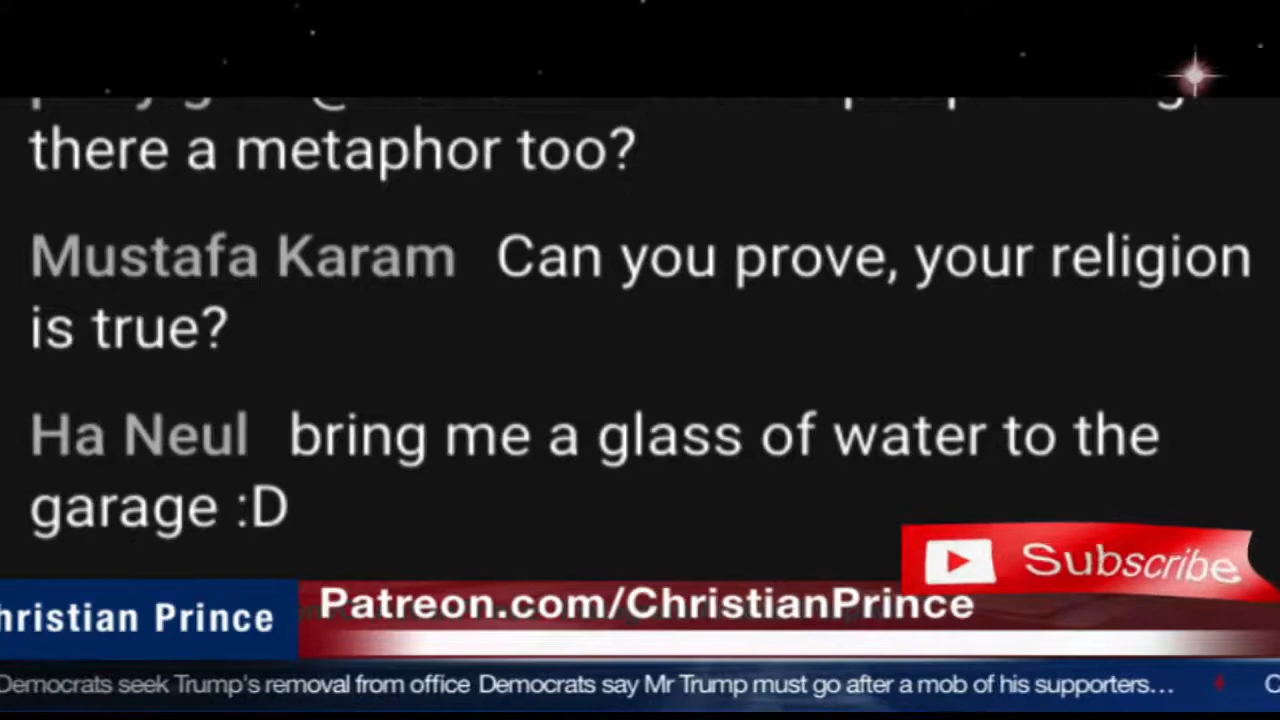 there a metaphor too?
Mustafa Karam Can you prove, your religion
is true?
Ha Neul bring me a glass of water to the
garage :D
Subscribe
hristian Prince
Patreon.com/ChristianPrince
Democrats seek Trump's removal from office Democrats say Mr Trump must go after a mob of his supporters...